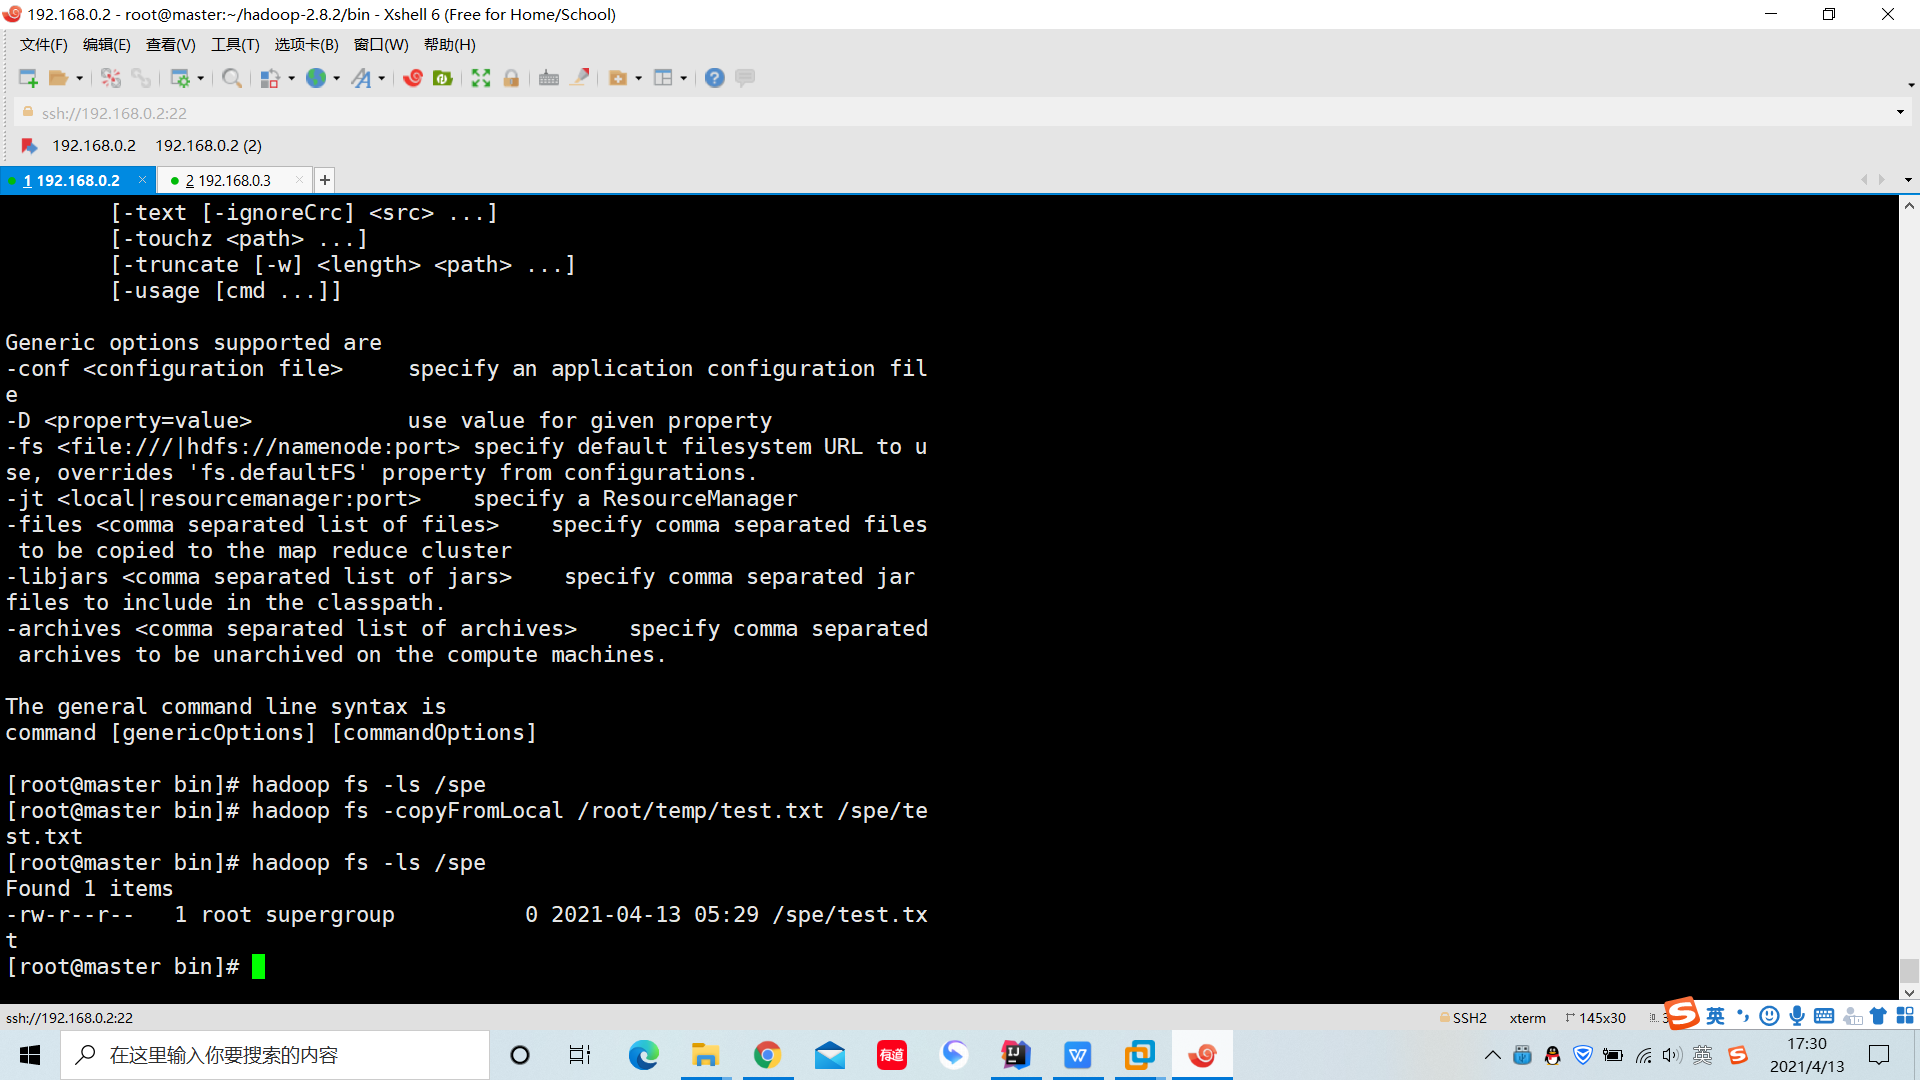 192.168.0.2 - root@master:~/hadoop-2.8.2/bin - Xshell 6 (Free for Home/School)
文件(F) 编辑(E) 查看(V) 工具(T) 选项卡(B) 窗口(W) 帮助(H)
ssh://192.168.0.2:22
192.168.0.2 192.168.0.2 (2)
1 192.168.0.2 2 192.168.0.3
[-text [-ignoreCrc] <src> ...]
[-touchz <path> ...]
[-truncate [-w] <length> <path> ...]
[-usage [cmd ...]]
Generic options supported are
-conf <configuration file>     specify an application configuration fil
e
-D <property=value>            use value for given property
-fs <file:///|hdfs://namenode:port> specify default filesystem URL to u
se, overrides 'fs.defaultFS' property from configurations.
-jt <local|resourcemanager:port>    specify a ResourceManager
-files <comma separated list of files>    specify comma separated files
 to be copied to the map reduce cluster
-libjars <comma separated list of jars>    specify comma separated jar
files to include in the classpath.
-archives <comma separated list of archives>    specify comma separated
 archives to be unarchived on the compute machines.
The general command line syntax is
command [genericOptions] [commandOptions]
[root@master bin]# hadoop fs -ls /spe
[root@master bin]# hadoop fs -copyFromLocal /root/temp/test.txt /spe/te
st.txt
[root@master bin]# hadoop fs -ls /spe
Found 1 items
-rw-r--r--   1 root supergroup          0 2021-04-13 05:29 /spe/test.tx
t
[root@master bin]#
ssh://192.168.0.2:22 SSH2 xterm 145x30 英
在这里输入你要搜索的内容 有道 英 17:30
2021/4/13